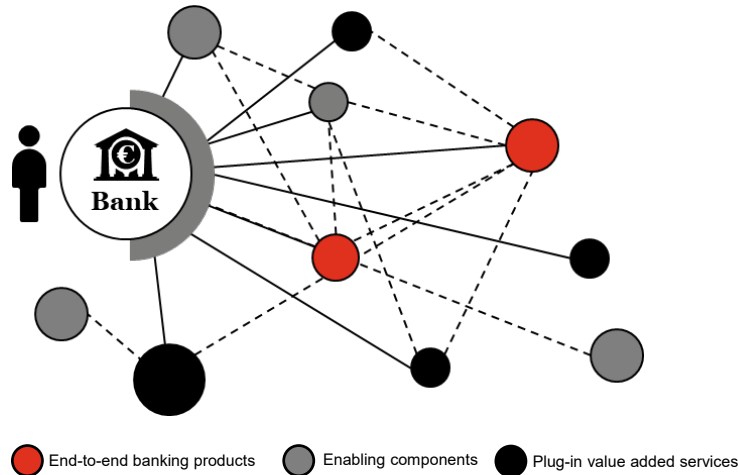 €
Bank
End-to-end banking products
Enabling components
Plug-in value added services